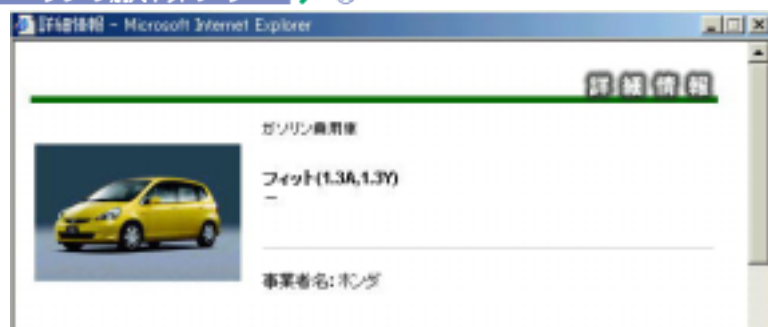 詳細情報 - Microsoft Internet Explorer
詳細情報
ガソリン乗用車
フィット(1.3A,1.3Y)
事業者名: ホンダ